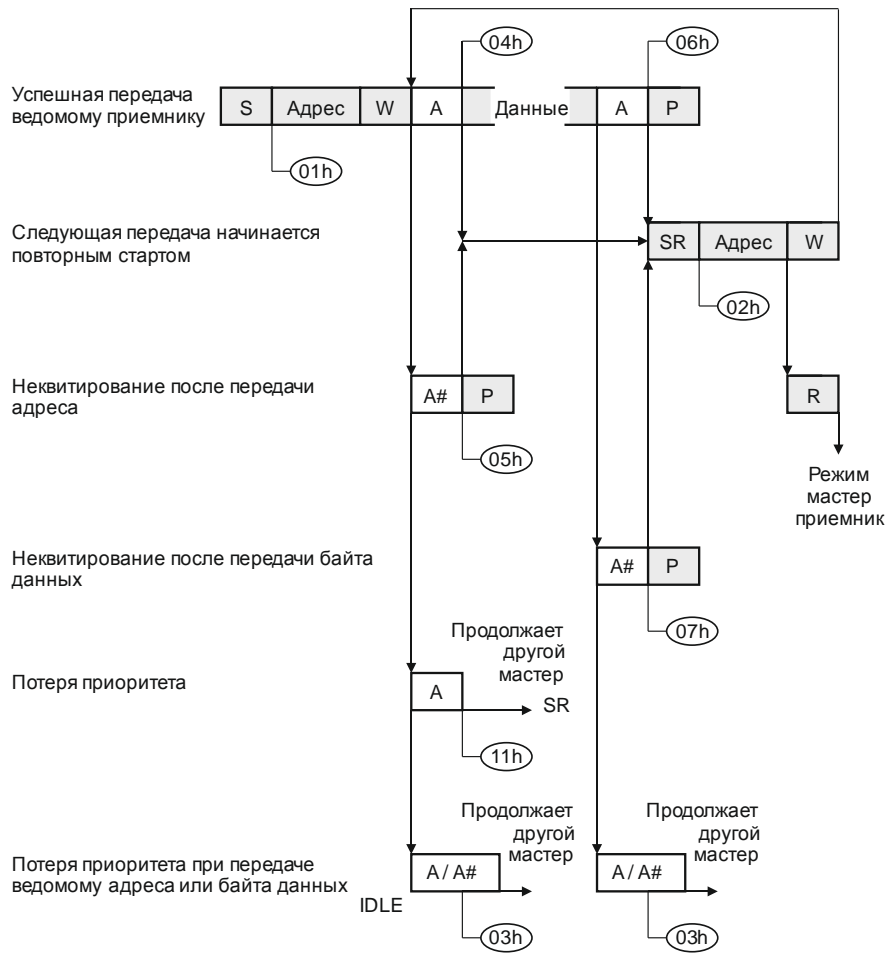 04h
06h
Успешная передача
ведомому приемнику
S
Адрес
W
A
Данные
A
P
01h
Следующая передача начинается
повторным стартом
SR
Адрес
W
02h
Неквитирование после передачи
адреса
A#
P
R
05h
Режим
мастер
приемник
Неквитирование после передачи байта
данных
A#
P
07h
Продолжает
другой
мастер
Потеря приоритета
A
SR
11h
Продолжает
другой
мастер
Продолжает
другой
мастер
Потеря приоритета при передаче
ведомому адреса или байта данных
A / A#
A / A#
IDLE
03h
03h